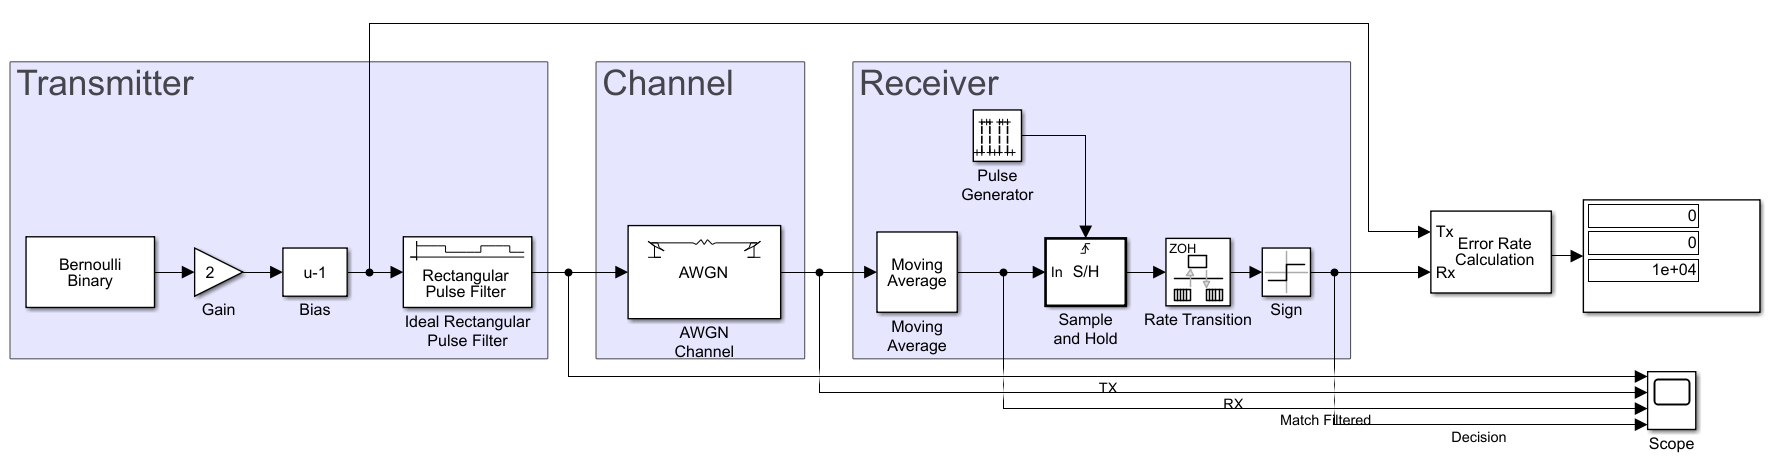 Transmitter
Bernoulli
Binary
2
Gain
u-1
Bias
Rectangular
Pulse Filter
Ideal Rectangular
Pulse Filter
Channel
AWGN
AWGN
Channel
Receiver
Pulse
Generator
Moving
Average
Moving
Average
In S/H
Sample
and Hold
ZOH
Rate Transition
Sign
Tx
Rx
Error Rate
Calculation
0
0
1e+04
TX
RX
Match Filtered
Decision
Scope